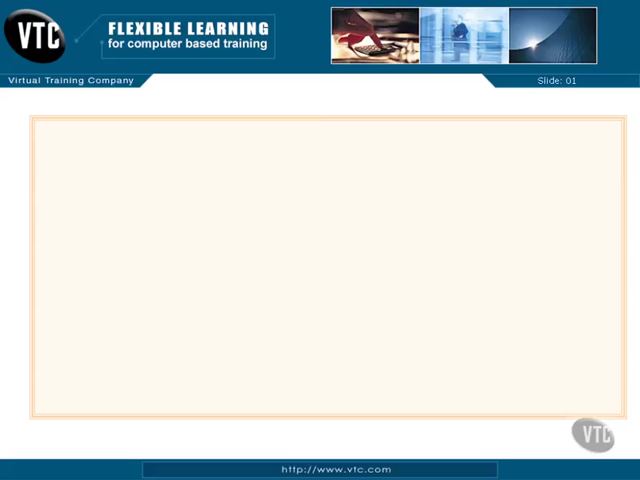 VTC
FLEXIBLE LEARNING
for computer based training
Virtual Training Company
Slide: 01
VTC
http://www.vtc.com